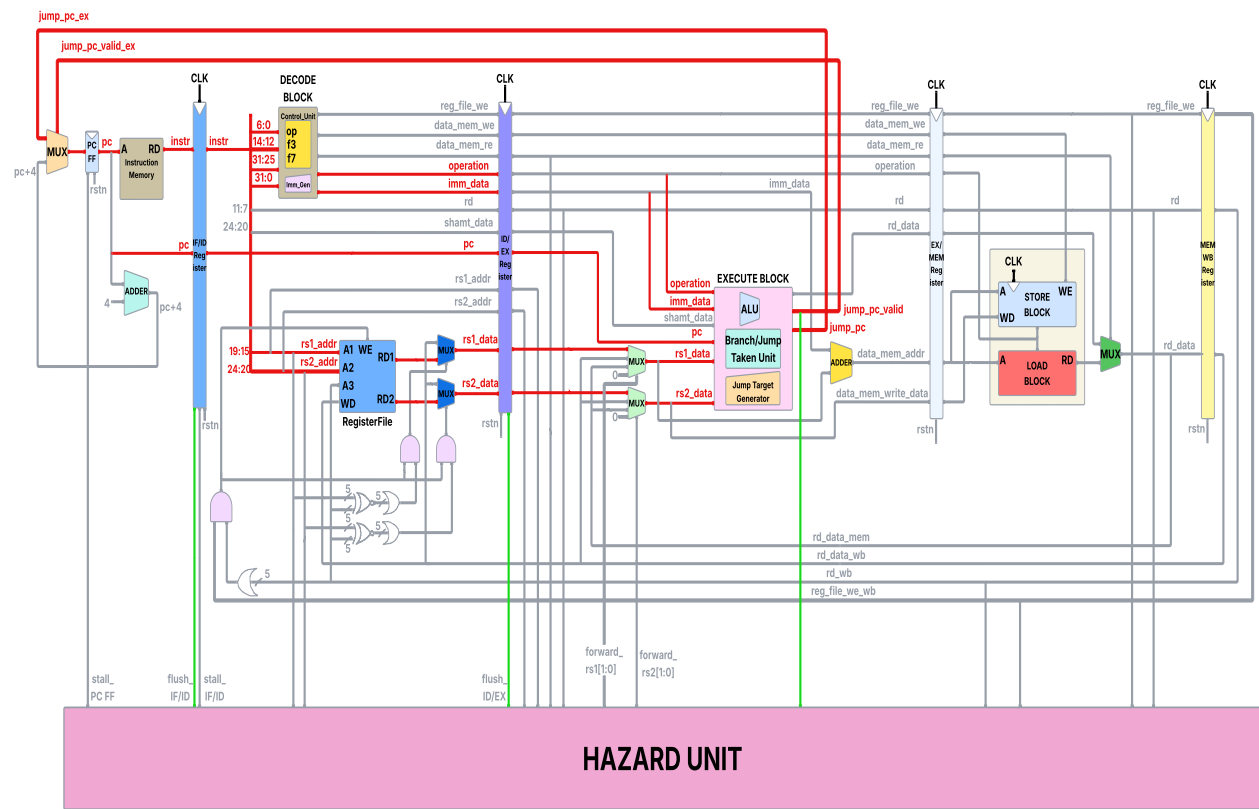 jump_pc_ex
jump_pc_valid_ex
CLK
DECODE
BLOCK
CLK
CLK
CLK
reg_file_we
reg_file_we
reg_file_we
Control_Unit
6:0
op
data_mem_we
data_mem_we
14:12
f3
31:25
f7
data_mem_re
data_mem_re
31:0
Imm_Gen
operation
operation
imm_data
imm_data
MUX
PC
FF
pc
A
RD
Instruction
Memory
instr
instr
pc+4
rstn
11:7
rd
rd
rd
24:20
shamt_data
rd_data
pc
IF/ID
Reg
ister
pc
ID/
EX
Reg
ister
EX/
MEM
Reg
ister
MEM
WB
Reg
ister
CLK
ADDER
4
pc+4
rs1_addr
rs2_addr
EXECUTE BLOCK
operation
imm_data
shamt_data
pc
rs1_data
rs2_data
ALU
Branch/Jump
Taken Unit
Jump Target
Generator
jump_pc_valid
jump_pc
A
WE
STORE
BLOCK
WD
A
RD
LOAD
BLOCK
MUX
rd_data
ADDER
data_mem_addr
data_mem_write_data
19:15
rs1_addr
24:20
rs2_addr
A1
WE
RD1
A2
A3
WD
RD2
RegisterFile
MUX
MUX
rs1_data
rs2_data
MUX
0
MUX
0
rstn
rstn
rstn
rstn
5
5
5
5
5
5
5
rd_data_mem
rd_data_wb
rd_wb
reg_file_we_wb
stall_
PC FF
flush_
IF/ID
stall_
IF/ID
flush_
ID/EX
forward_
rs1[1:0]
forward_
rs2[1:0]
HAZARD UNIT